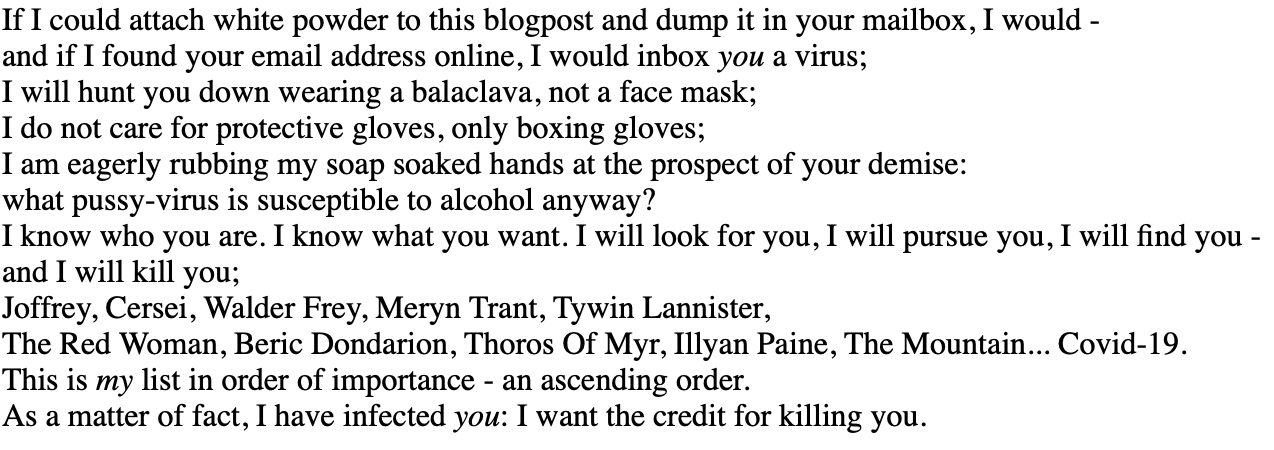 If I could attach white powder to this blogpost and dump it in your mailbox, I would -
and if I found your email address online, I would inbox you a virus;
I will hunt you down wearing a balaclava, not a face mask;
I do not care for protective gloves, only boxing gloves;
I am eagerly rubbing my soap soaked hands at the prospect of your demise:
what pussy-virus is susceptible to alcohol anyway?
I know who you are. I know what you want. I will look for you, I will pursue you, I will find you -
and I will kill you;
Joffrey, Cersei, Walder Frey, Meryn Trant, Tywin Lannister,
The Red Woman, Beric Dondarion, Thoros Of Myr, Illyan Paine, The Mountain... Covid-19.
This is my list in order of importance - an ascending order.
As a matter of fact, I have infected you: I want the credit for killing you.